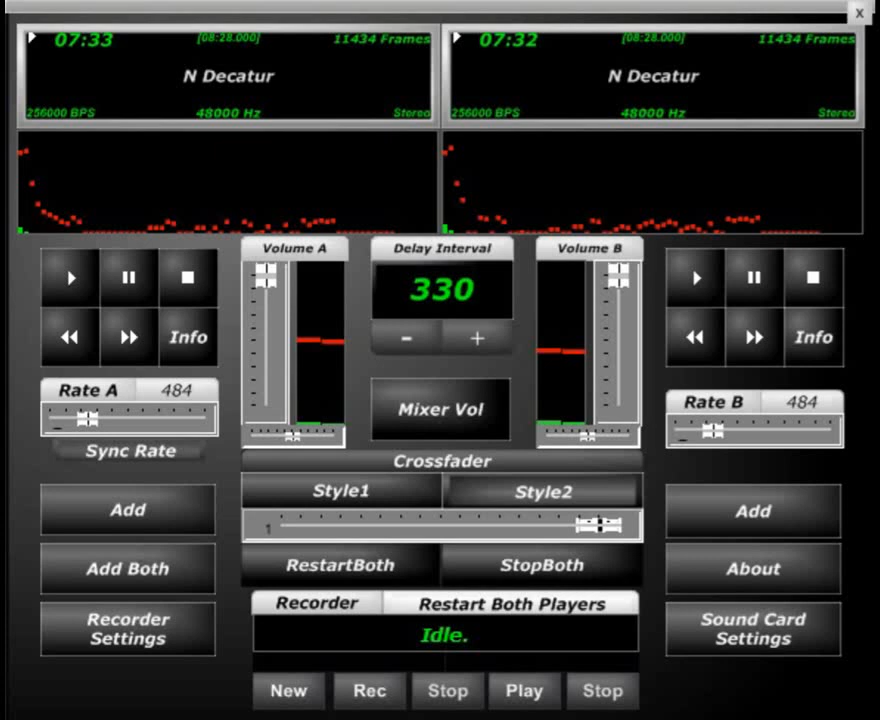 x
07:33 [08:28.000] 11434 Frames
N Decatur
256000 BPS 48000 Hz Stereo
07:32 [08:28.000] 11434 Frames
N Decatur
256000 BPS 48000 Hz Stereo
Volume A
Delay Interval
Volume B
330
- +
Info
Info
Rate A 484
Mixer Vol
Rate B 484
Sync Rate
Crossfader
Style1
Style2
1
Add
Add
RestartBoth
StopBoth
Add Both
About
Recorder
Restart Both Players
Recorder
Settings
Idle.
Sound Card
Settings
New
Rec
Stop
Play
Stop